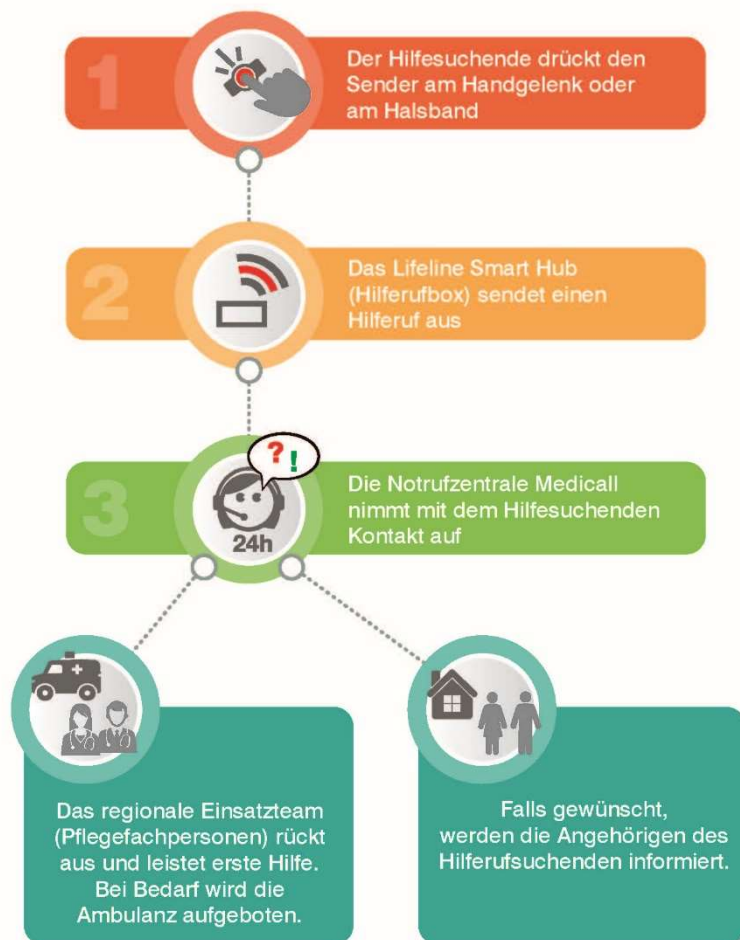 1
Der Hilfesuchende drückt den
Sender am Handgelenk oder
am Halsband
2
Das Lifeline Smart Hub
(Hilferufbox) sendet einen
Hilferuf aus
3
?!
24h
Die Notrufzentrale Medicall
nimmt mit dem Hilfesuchenden
Kontakt auf
Das regionale Einsatzteam
(Pflegefachpersonen) rückt
aus und leistet erste Hilfe.
Bei Bedarf wird die
Ambulanz aufgeboten.
Falls gewünscht,
werden die Angehörigen des
Hilferufsuchenden informiert.